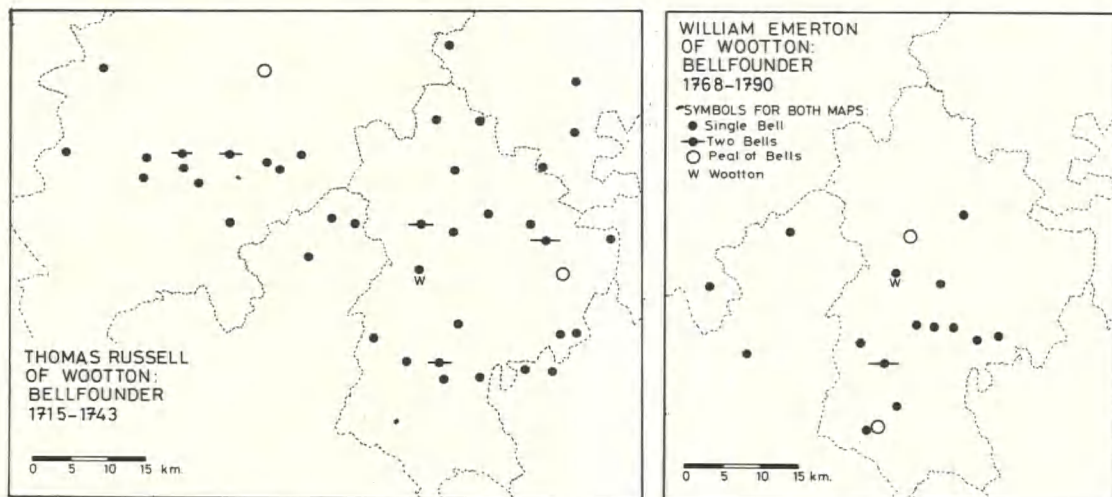 THOMAS RUSSELL
OF WOOTTON:
BELLFOUNDER
1715-1743
0 5 10 15 km.
W
WILLIAM EMERTON
OF WOOTTON:
BELLFOUNDER
1768-1790
SYMBOLS FOR BOTH MAPS:
Single Bell
Two Bells
Peal of Bells
W Wootton
W
0 5 10 15 km.